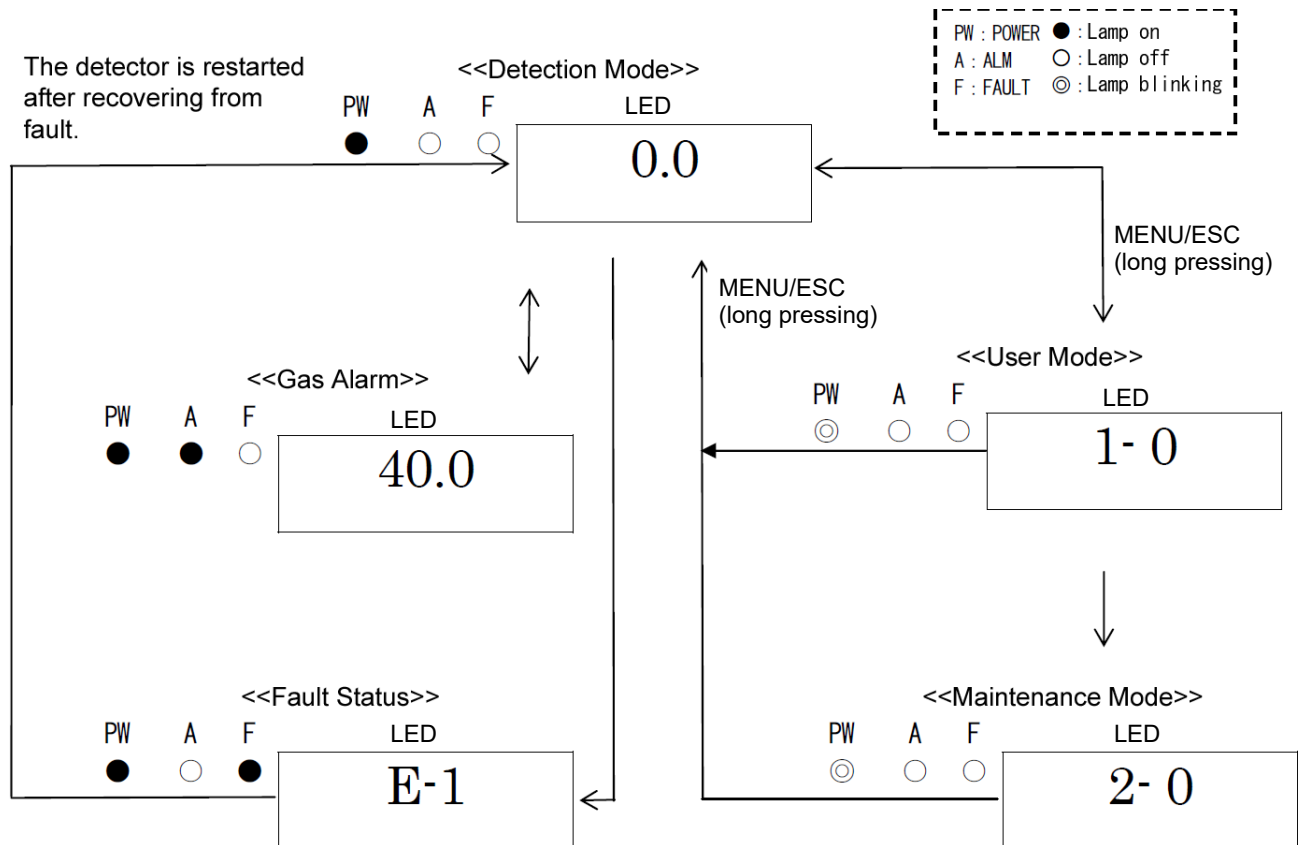 PW : POWER ● : Lamp on
A : ALM ○ : Lamp off
F : FAULT ◎ : Lamp blinking
The detector is restarted
after recovering from
fault.
<<Detection Mode>>
PW A F LED
● ○ ○
0.0
MENU/ESC
(long pressing)
MENU/ESC
(long pressing)
<<Gas Alarm>>
PW A F LED
● ● ○
40.0
<<User Mode>>
PW A F LED
◎ ○ ○
1- 0
<<Fault Status>>
PW A F LED
● ○ ●
E-1
<<Maintenance Mode>>
PW A F LED
◎ ○ ○
2- 0